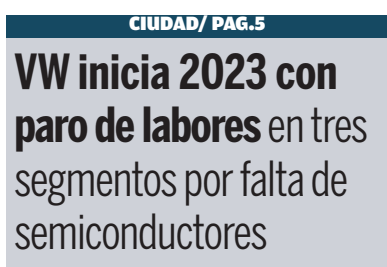 CIUDAD/ PAG.5
VW inicia 2023 con
paro de labores en tres
segmentos por falta de
semiconductores